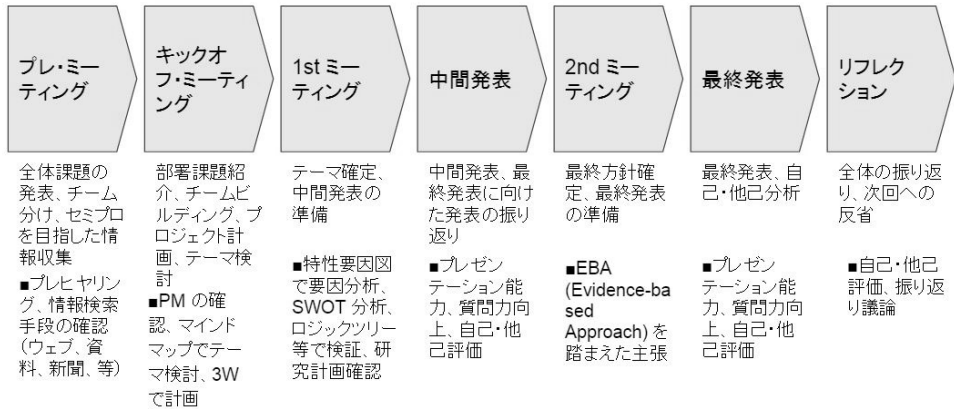 プレ・ミー
ティング
キックオ
フ・ミーティ
ング
1st ミー
ティング
中間発表
2nd ミー
ティング
最終発表
リフレク
ション
全体課題の
発表、チーム
分け、セミプロ
を目指した情
報収集
■プレヒヤリン
グ、情報検索
手段の確認
(ウェブ、資
料、新聞、等)
部署課題紹
介、チームビ
ルディング、プ
ロジェクト計
画、テーマ検
討
■PM の確
認、マインド
マップでテー
マ検討、3W
で計画
テーマ確定、
中間発表の
準備
■特性要因図
で要因分析、
SWOT 分析、
ロジックツリー
等で検証、研
究計画確認
中間発表、最
終発表に向け
た発表の振り
返り
■プレゼン
テーション能
力、質問力向
上、自己・他
己評価
最終方針確
定、最終発表
の準備
■EBA
(Evidence-ba
sed
Approach) を
踏まえた主張
最終発表、自
己・他己分析
■プレゼン
テーション能
力、質問力向
上、自己・他
己評価
全体の振り返
り、次回への
反省
■自己・他己
評価、振り返
り議論